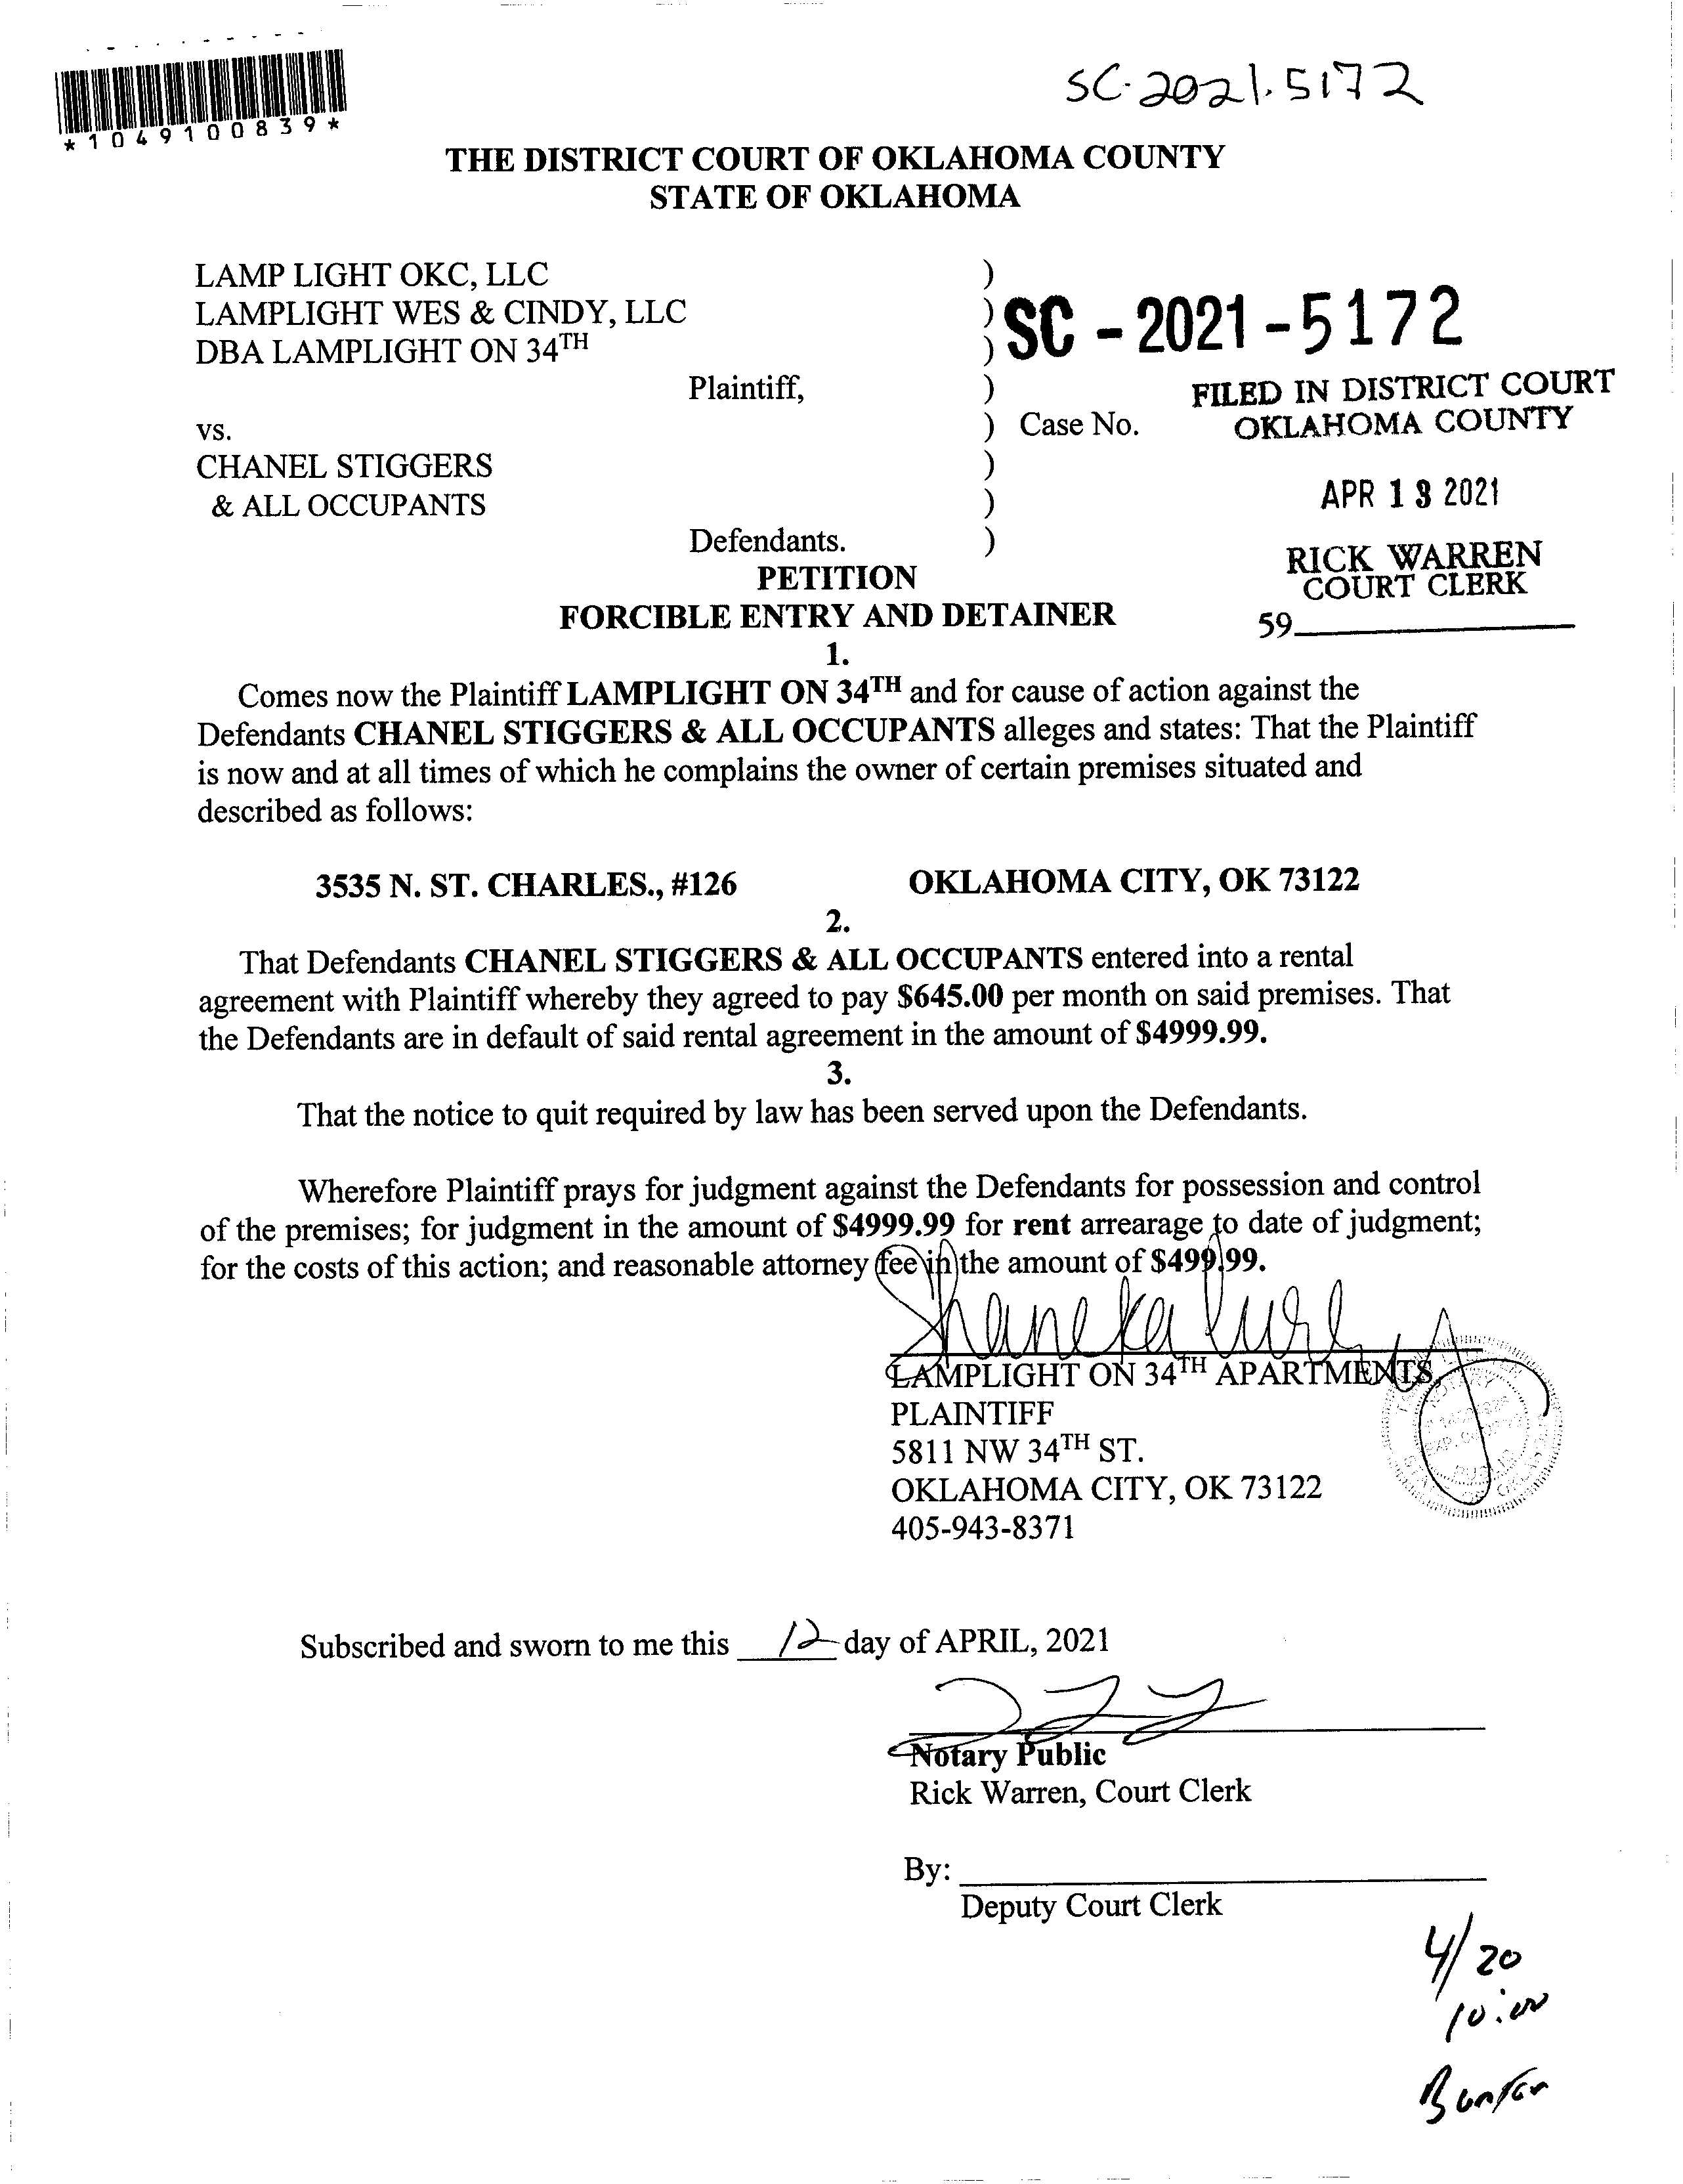 SC-2021-5172
*1049100839*
THE DISTRICT COURT OF OKLAHOMA COUNTY
STATE OF OKLAHOMA
LAMP LIGHT OKC, LLC )
LAMPLIGHT WES & CINDY, LLC ) SC - 2021 - 5172
DBA LAMPLIGHT ON 34TH )
Plaintiff, ) FILED IN DISTRICT COURT
vs. ) Case No. OKLAHOMA COUNTY
CHANEL STIGGERS )
& ALL OCCUPANTS ) APR 13 2021
Defendants. )
RICK WARREN
PETITION COURT CLERK
FORCIBLE ENTRY AND DETAINER 59
1.
Comes now the Plaintiff LAMPLIGHT ON 34TH and for cause of action against the
Defendants CHANEL STIGGERS & ALL OCCUPANTS alleges and states: That the Plaintiff
is now and at all times of which he complains the owner of certain premises situated and
described as follows:
3535 N. ST. CHARLES., #126 OKLAHOMA CITY, OK 73122
2.
That Defendants CHANEL STIGGERS & ALL OCCUPANTS entered into a rental
agreement with Plaintiff whereby they agreed to pay $645.00 per month on said premises. That
the Defendants are in default of said rental agreement in the amount of $4999.99.
3.
That the notice to quit required by law has been served upon the Defendants.
Wherefore Plaintiff prays for judgment against the Defendants for possession and control
of the premises; for judgment in the amount of $4999.99 for rent arrearage to date of judgment;
for the costs of this action; and reasonable attorney fee in the amount of $499.99.
Shaneka
LAMPLIGHT ON 34TH APARTMENTS,
PLAINTIFF
5811 NW 34TH ST.
OKLAHOMA CITY, OK 73122
405-943-8371
Subscribed and sworn to me this 12 day of APRIL, 2021
Notary Public
Rick Warren, Court Clerk
By:
Deputy Court Clerk
4/20
10:00